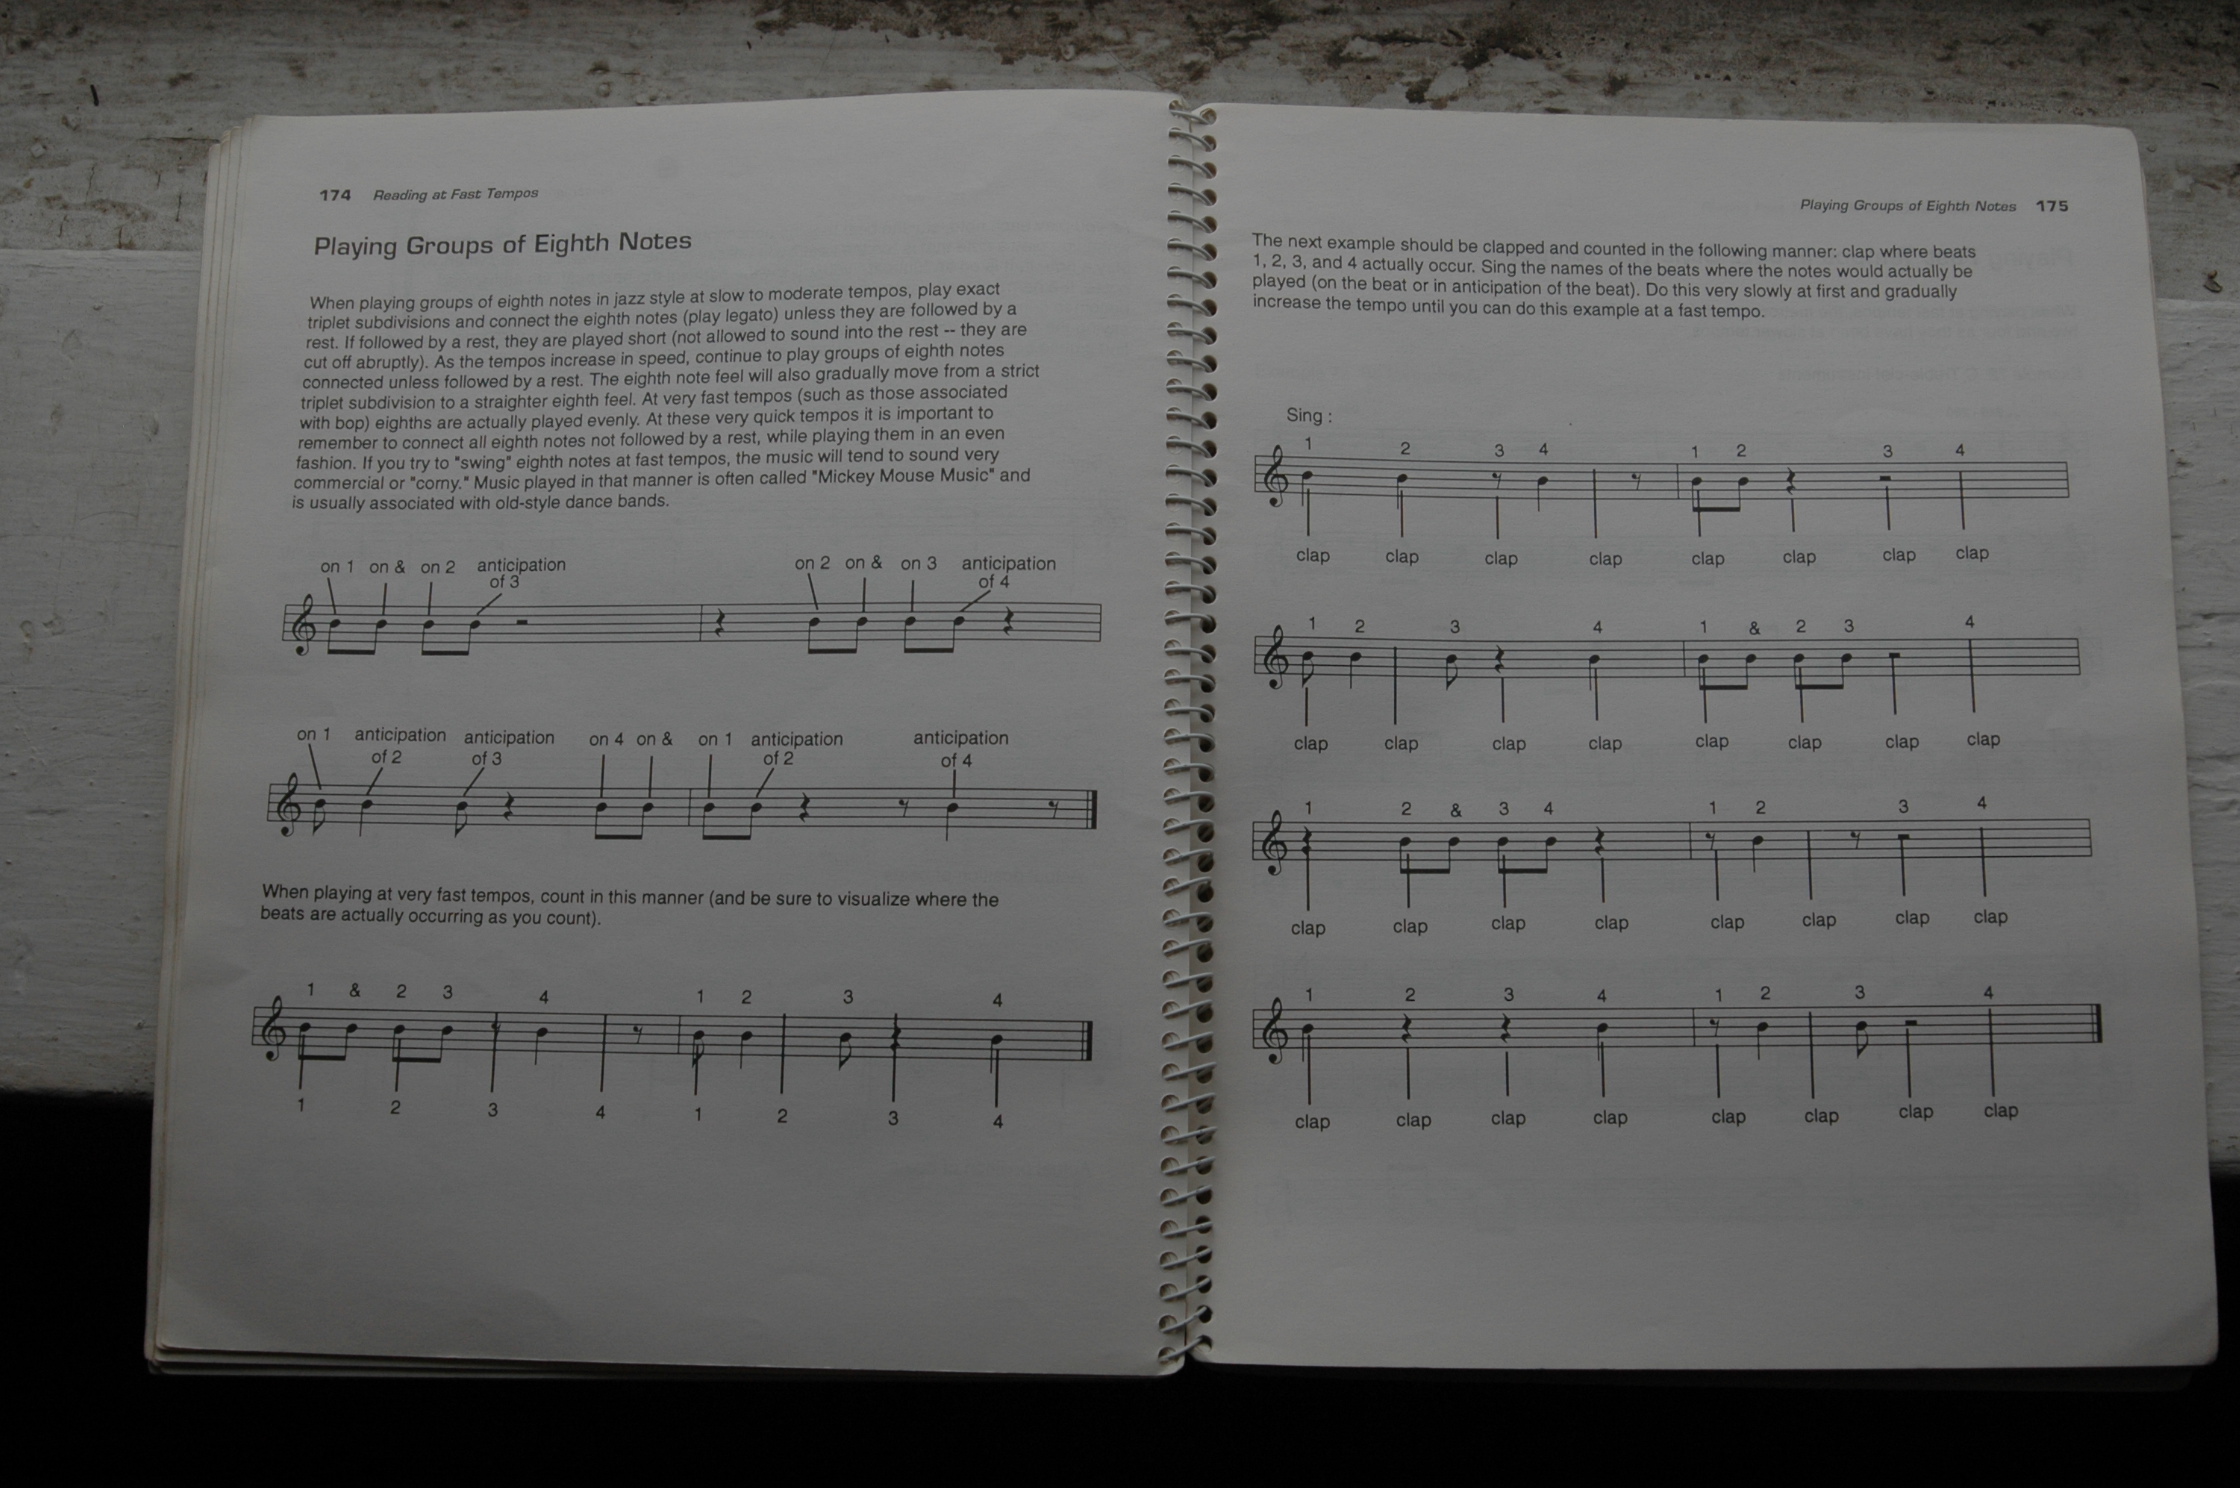 174 Reading at Fast Tempos
Playing Groups of Eighth Notes
When playing groups of eighth notes in jazz style at slow to moderate tempos, play exact
triplet subdivisions and connect the eighth notes (play legato) unless they are followed by a
rest. If followed by a rest, they are played short (not allowed to sound into the rest -- they are
cut off abruptly). As the tempos increase in speed, continue to play groups of eighth notes
connected unless followed by a rest. The eighth note feel will also gradually move from a strict
triplet subdivision to a straighter eighth feel. At very fast tempos (such as those associated
with bop) eighths are actually played evenly. At these very quick tempos it is important to
remember to connect all eighth notes not followed by a rest, while playing them in an even
fashion. If you try to "swing" eighth notes at fast tempos, the music will tend to sound very
commercial or "corny." Music played in that manner is often called "Mickey Mouse Music" and
is usually associated with old-style dance bands.
on 1 on & on 2 anticipation of 3 on 2 on & on 3 anticipation of 4
on 1 anticipation of 2 anticipation of 3 on 4 on & on 1 anticipation of 2 anticipation of 4
When playing at very fast tempos, count in this manner (and be sure to visualize where the
beats are actually occurring as you count).
1 & 2 3 4 1 2 3 4
1 2 3 4 1 2 3 4
Playing Groups of Eighth Notes 175
The next example should be clapped and counted in the following manner: clap where beats
1, 2, 3, and 4 actually occur. Sing the names of the beats where the notes would actually be
played (on the beat or in anticipation of the beat). Do this very slowly at first and gradually
increase the tempo until you can do this example at a fast tempo.
Sing :
1 2 3 4 1 2 3 4
clap clap clap clap clap clap clap clap
1 2 3 4 1 & 2 3 4
clap clap clap clap clap clap clap clap
1 2 & 3 4 1 2 3 4
clap clap clap clap clap clap clap clap
1 2 3 4 1 2 3 4
clap clap clap clap clap clap clap clap